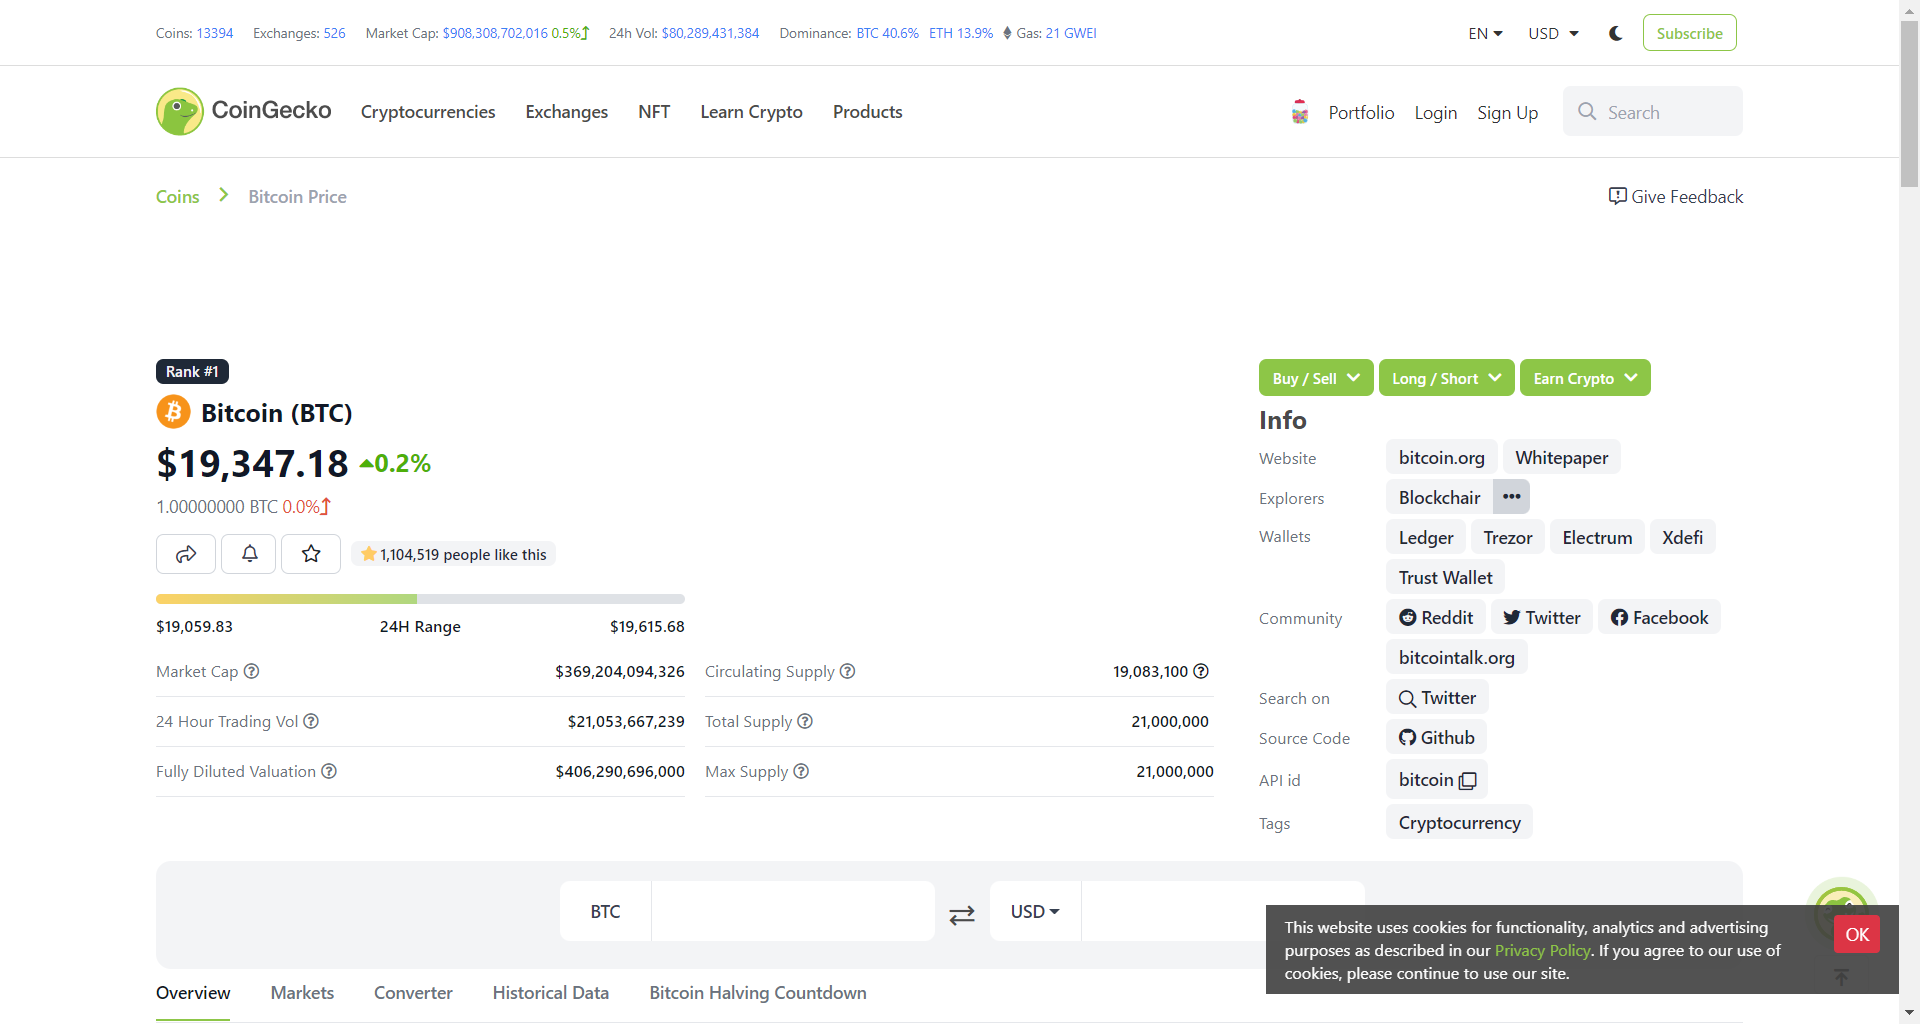 Coins: 13394 Exchanges: 526 Market Cap: $908,308,702,016 0.5% 24h Vol: $80,289,431,384 Dominance: BTC 40.6% ETH 13.9% Gas: 21 GWEI EN USD Subscribe
CoinGecko Cryptocurrencies Exchanges NFT Learn Crypto Products Portfolio Login Sign Up Search
Coins Bitcoin Price Give Feedback
Rank #1
Bitcoin (BTC)
$19,347.18 0.2%
1.00000000 BTC 0.0%
1,104,519 people like this
$19,059.83 24H Range $19,615.68
Market Cap $369,204,094,326
24 Hour Trading Vol $21,053,667,239
Fully Diluted Valuation $406,290,696,000
Circulating Supply 19,083,100
Total Supply 21,000,000
Max Supply 21,000,000
Buy / Sell Long / Short Earn Crypto
Info
Website bitcoin.org Whitepaper
Explorers Blockchair •••
Wallets Ledger Trezor Electrum Xdefi
Trust Wallet
Community Reddit Twitter Facebook
bitcointalk.org
Search on Twitter
Source Code Github
API id bitcoin
Tags Cryptocurrency
BTC USD
This website uses cookies for functionality, analytics and advertising
purposes as described in our Privacy Policy. If you agree to our use of
cookies, please continue to use our site.
OK
Overview Markets Converter Historical Data Bitcoin Halving Countdown